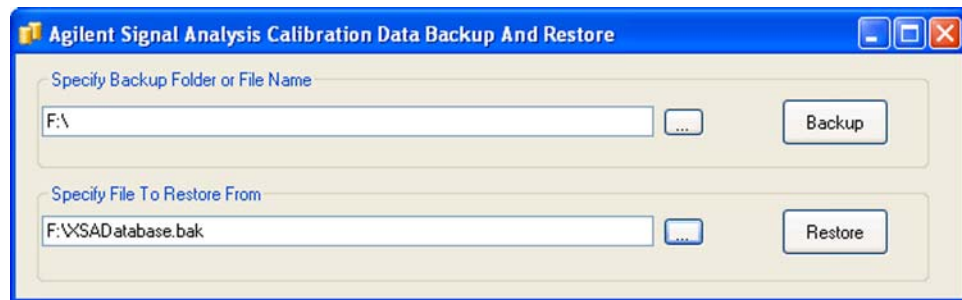 Agilent Signal Analysis Calibration Data Backup And Restore
Specify Backup Folder or File Name
F:\
...
Backup
Specify File To Restore From
F:\XSADatabase.bak
...
Restore